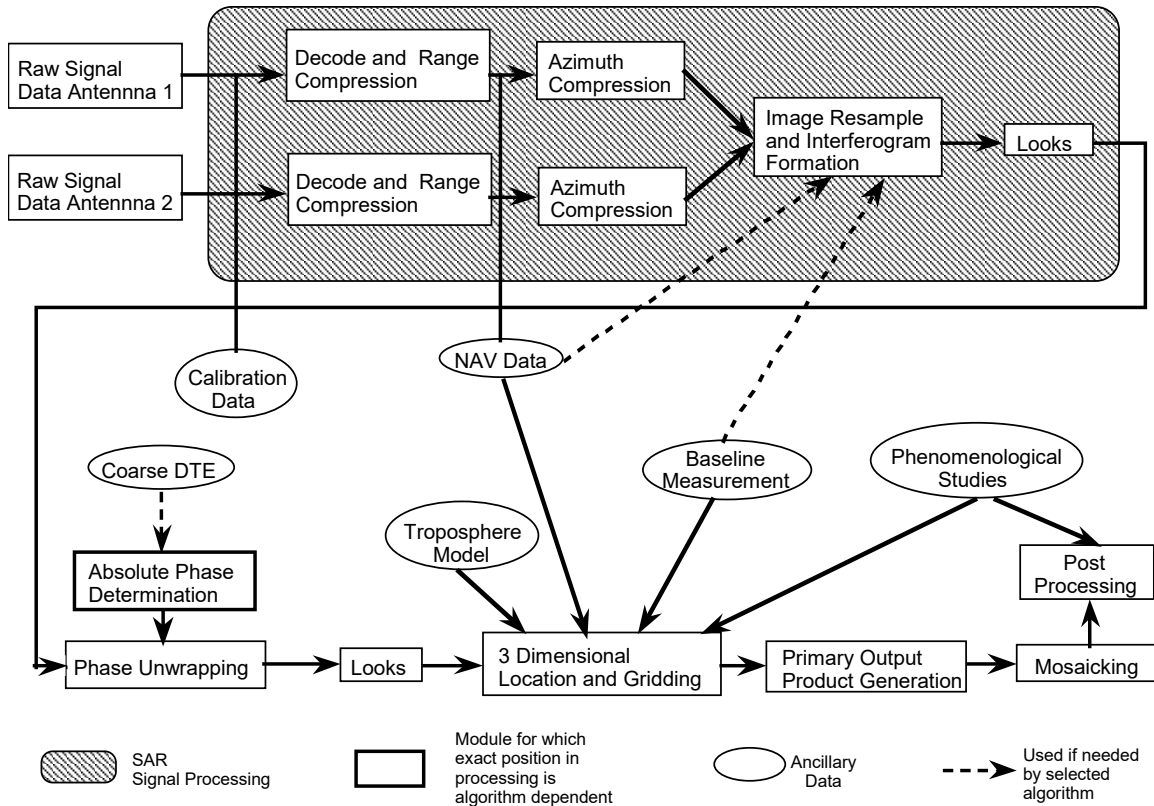 Raw Signal
Data Antennna 1
Decode and Range
Compression
Azimuth
Compression
Image Resample
and Interferogram
Formation
Looks
Raw Signal
Data Antennna 2
Decode and Range
Compression
Azimuth
Compression
Calibration
Data
NAV Data
Coarse DTE
Baseline
Measurement
Phenomenological
Studies
Troposphere
Model
Absolute Phase
Determination
Post
Processing
Phase Unwrapping
Looks
3 Dimensional
Location and Gridding
Primary Output
Product Generation
Mosaicking
SAR
Signal Processing
Module for which
exact position in
processing is
algorithm dependent
Ancillary
Data
Used if needed
by selected
algorithm